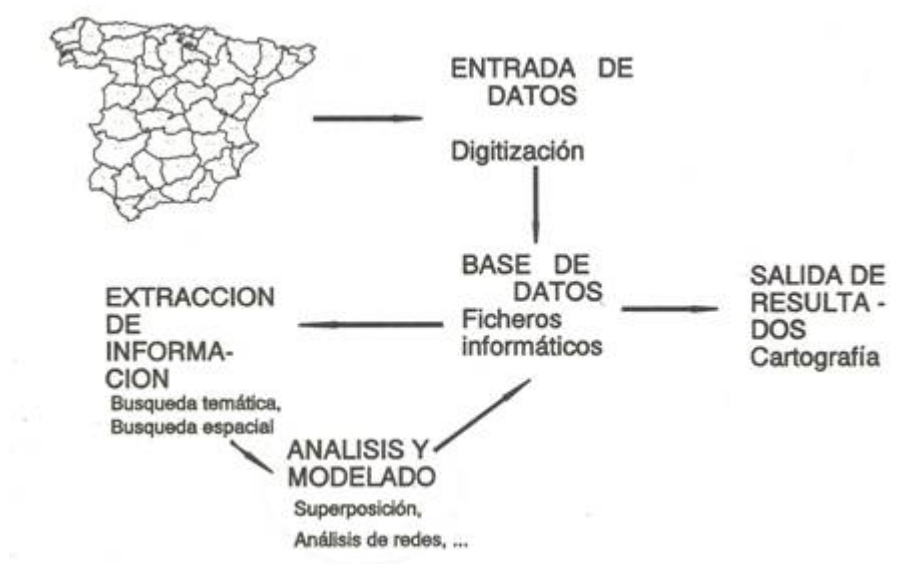 ENTRADA DE
DATOS
Digitización
BASE DE
DATOS
Ficheros
informáticos
SALIDA DE
RESULTA -
DOS
Cartografía
EXTRACCION
DE
INFORMA-
CION
Busqueda temática,
Busqueda espacial
ANALISIS Y
MODELADO
Superposición,
Análisis de redes, ...